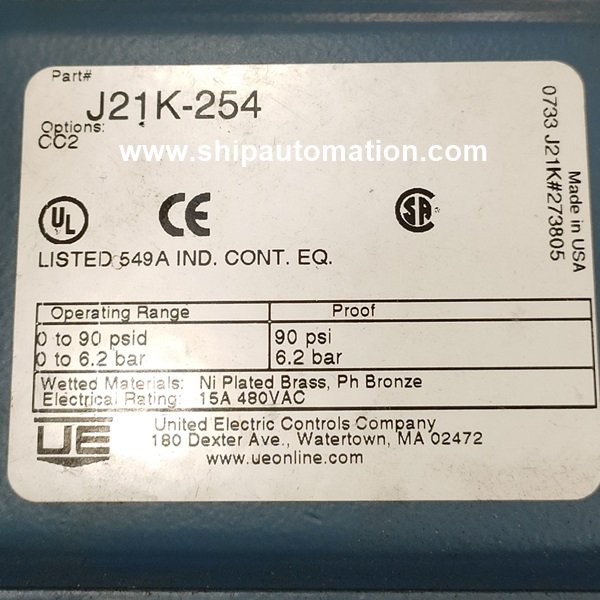 Part#
J21K-254
Options:
CC2
www.shipautomation.com
0733 J21K#273805
Made in USA
UL
CE
SA
LISTED 549A IND. CONT. EQ.
Operating Range Proof
0 to 90 psid 90 psi
0 to 6.2 bar 6.2 bar
Wetted Materials: Ni Plated Brass, Ph Bronze
Electrical Rating: 15A 480VAC
UE
United Electric Controls Company
180 Dexter Ave., Watertown, MA 02472
www.ueonline.com